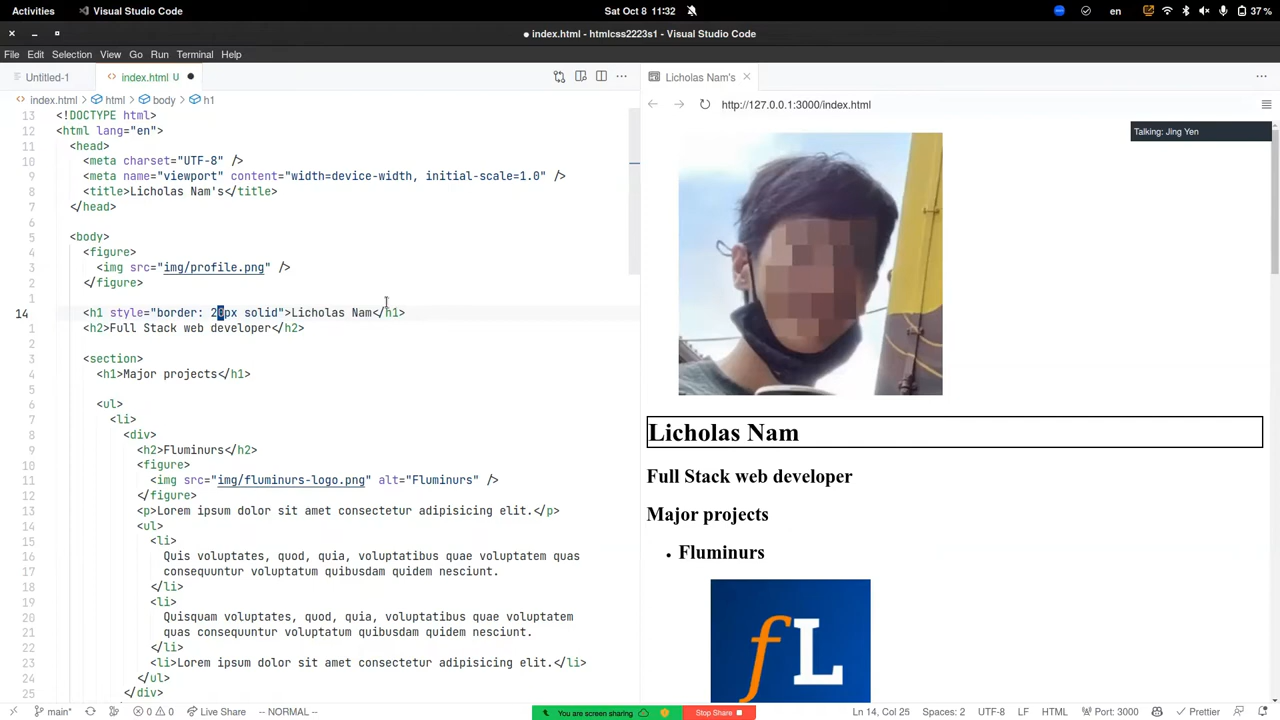 Activities Visual Studio Code Sat Oct 8 11:32 en 37 %
● index.html - htmlcss2223s1 - Visual Studio Code
File Edit Selection View Go Run Terminal Help
Untitled-1 index.html U ● Licholas Nam's
index.html > html > body > h1 http://127.0.0.1:3000/index.html
Talking: Jing Yen
13 <!DOCTYPE html>
12 <html lang="en">
11 <head>
10 <meta charset="UTF-8" />
9 <meta name="viewport" content="width=device-width, initial-scale=1.0" />
8 <title>Licholas Nam's</title>
7 </head>
6
5 <body>
4 <figure>
3 <img src="img/profile.png" />
2 </figure>
1
14 <h1 style="border: 20px solid">Licholas Nam</h1>
1 <h2>Full Stack web developer</h2>
2
3 <section>
4 <h1>Major projects</h1>
5
6 <ul>
7 <li>
8 <div>
9 <h2>Fluminurs</h2>
10 <figure>
11 <img src="img/fluminurs-logo.png" alt="Fluminurs" />
12 </figure>
13 <p>Lorem ipsum dolor sit amet consectetur adipisicing elit.</p>
14 <ul>
15 <li>
16 Quis voluptates, quod, quia, voluptatibus quae voluptatem quas
17 consequuntur voluptatum quibusdam quidem nesciunt.
18 </li>
19 <li>
20 Quisquam voluptates, quod, quia, voluptatibus quae voluptatem
21 quas consequuntur voluptatum quibusdam quidem nesciunt.
22 </li>
23 <li>Lorem ipsum dolor sit amet consectetur adipisicing elit.</li>
24 </ul>
25 </div>
Licholas Nam
Full Stack web developer
Major projects
• Fluminurs
fL
main* 0 0 Live Share -- NORMAL -- You are screen sharing Stop Share Ln 14, Col 25 Spaces: 2 UTF-8 LF HTML Port: 3000 Prettier